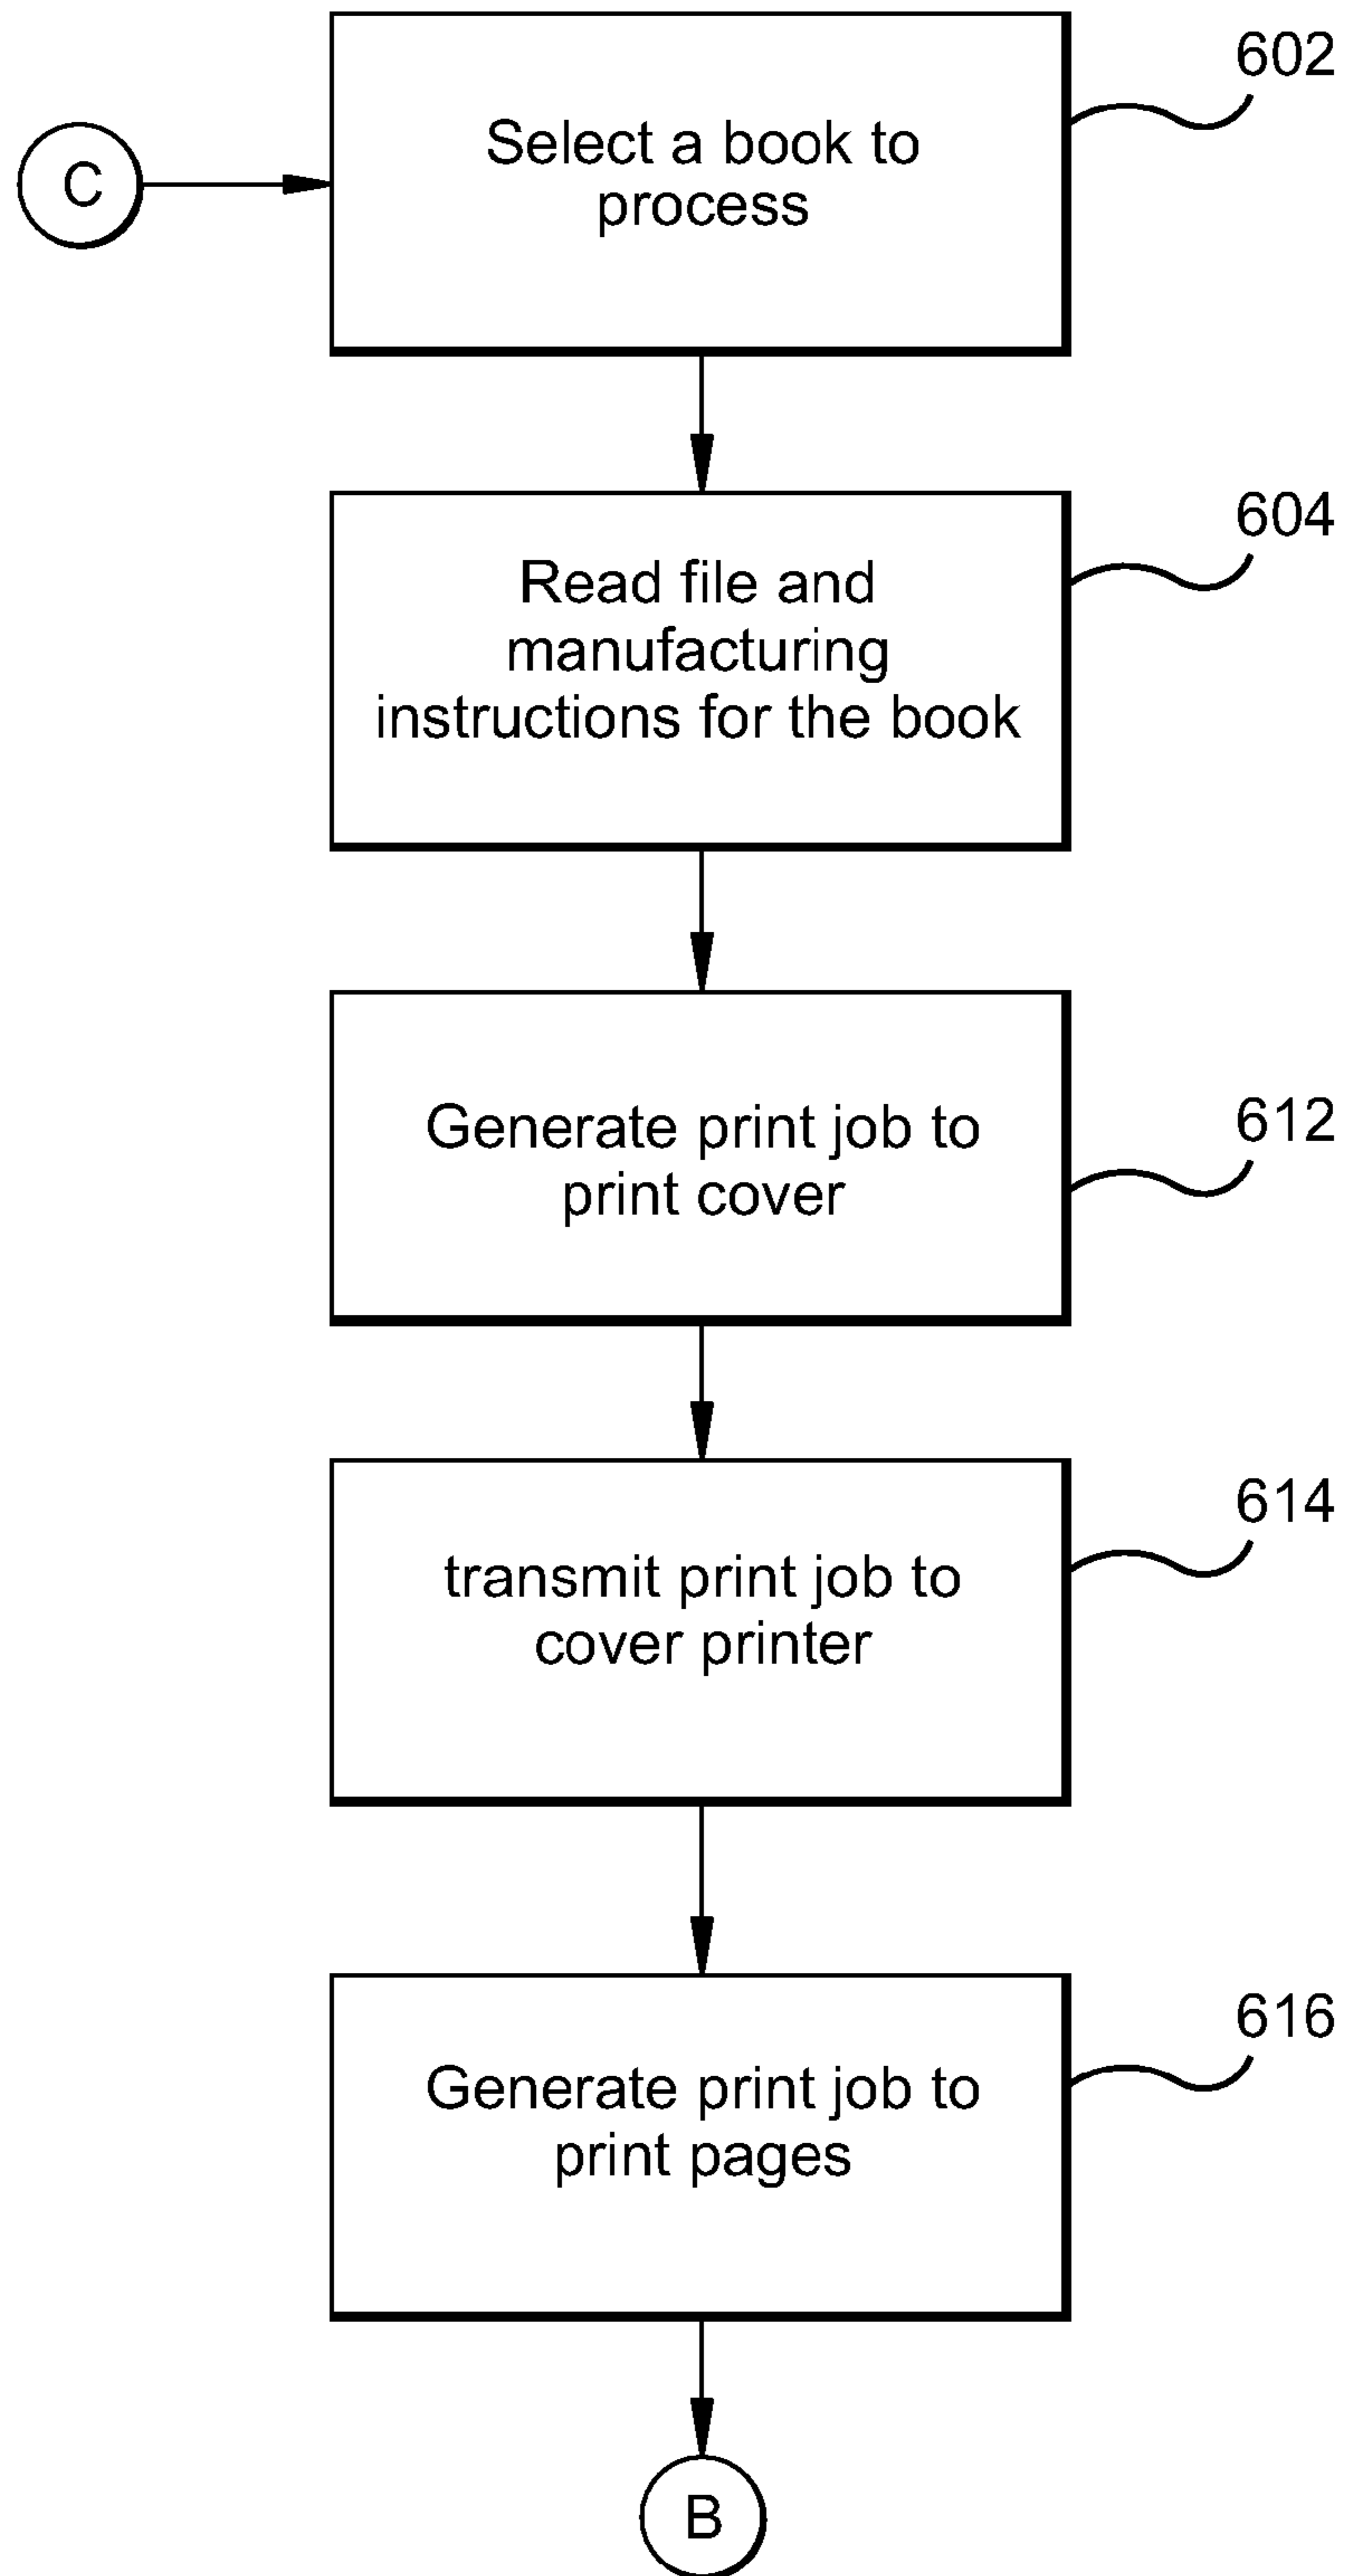 602
C
Select a book to
process
604
Read file and
manufacturing
instructions for the book
612
Generate print job to
print cover
614
transmit print job to
cover printer
616
Generate print job to
print pages
B